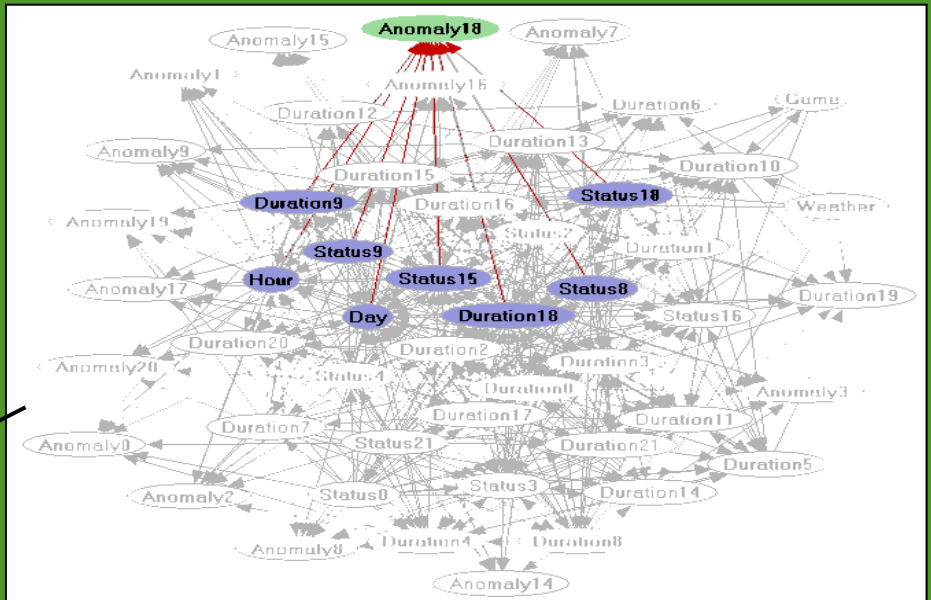 Anomaly18
Anomaly7
Anomaly15
Anomaly1
Anomaly16
Game
Duration6
Duration12
Duration13
Anomaly9
Duration10
Duration15
Status18
Duration9
Duration16
Weather
Anomaly19
Status2
Duration1
Status9
Hour
Status15
Status8
Anomaly17
Duration19
Day
Duration18
Status16
Duration20
Duration2
Duration3
Anomaly20
Status4
Duration0
Anomaly3
Duration17
Duration11
Duration7
Anomaly0
Status21
Duration21
Duration5
Status3
Anomaly2
Status0
Duration14
Anomaly8
Duration4
Duration8
Anomaly14